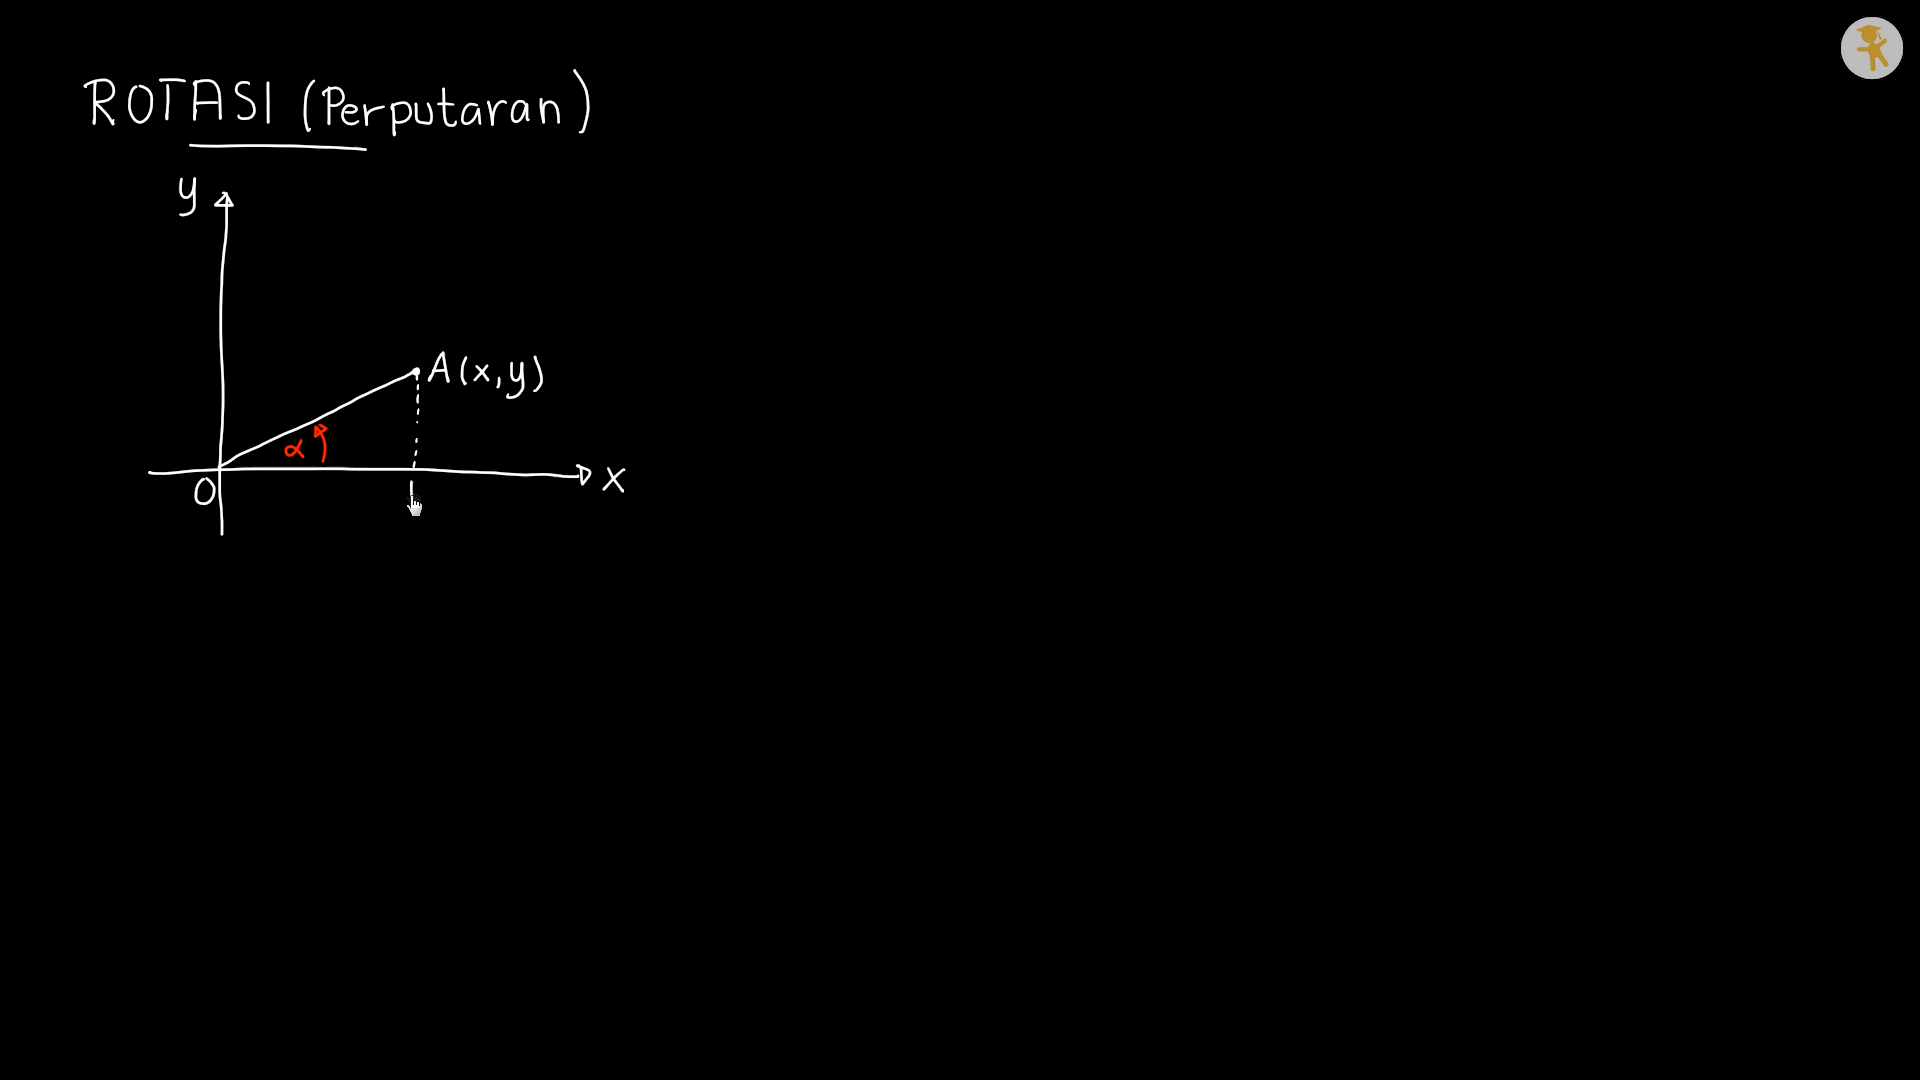 ROTASI (Perputaran)
y
A(x,y)
α
x
O